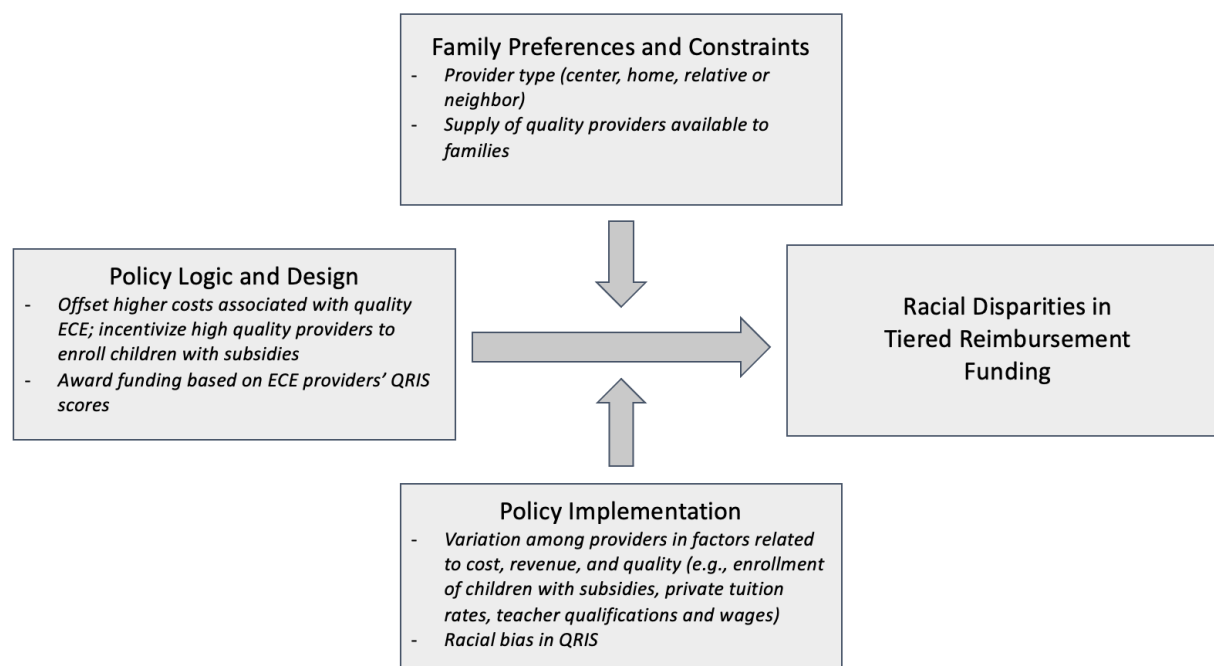 Family Preferences and Constraints
- Provider type (center, home, relative or
neighbor)
- Supply of quality providers available to
families
Policy Logic and Design
- Offset higher costs associated with quality
ECE; incentivize high quality providers to
enroll children with subsidies
- Award funding based on ECE providers’ QRIS
scores
Racial Disparities in
Tiered Reimbursement
Funding
Policy Implementation
- Variation among providers in factors related
to cost, revenue, and quality (e.g., enrollment
of children with subsidies, private tuition
rates, teacher qualifications and wages)
- Racial bias in QRIS